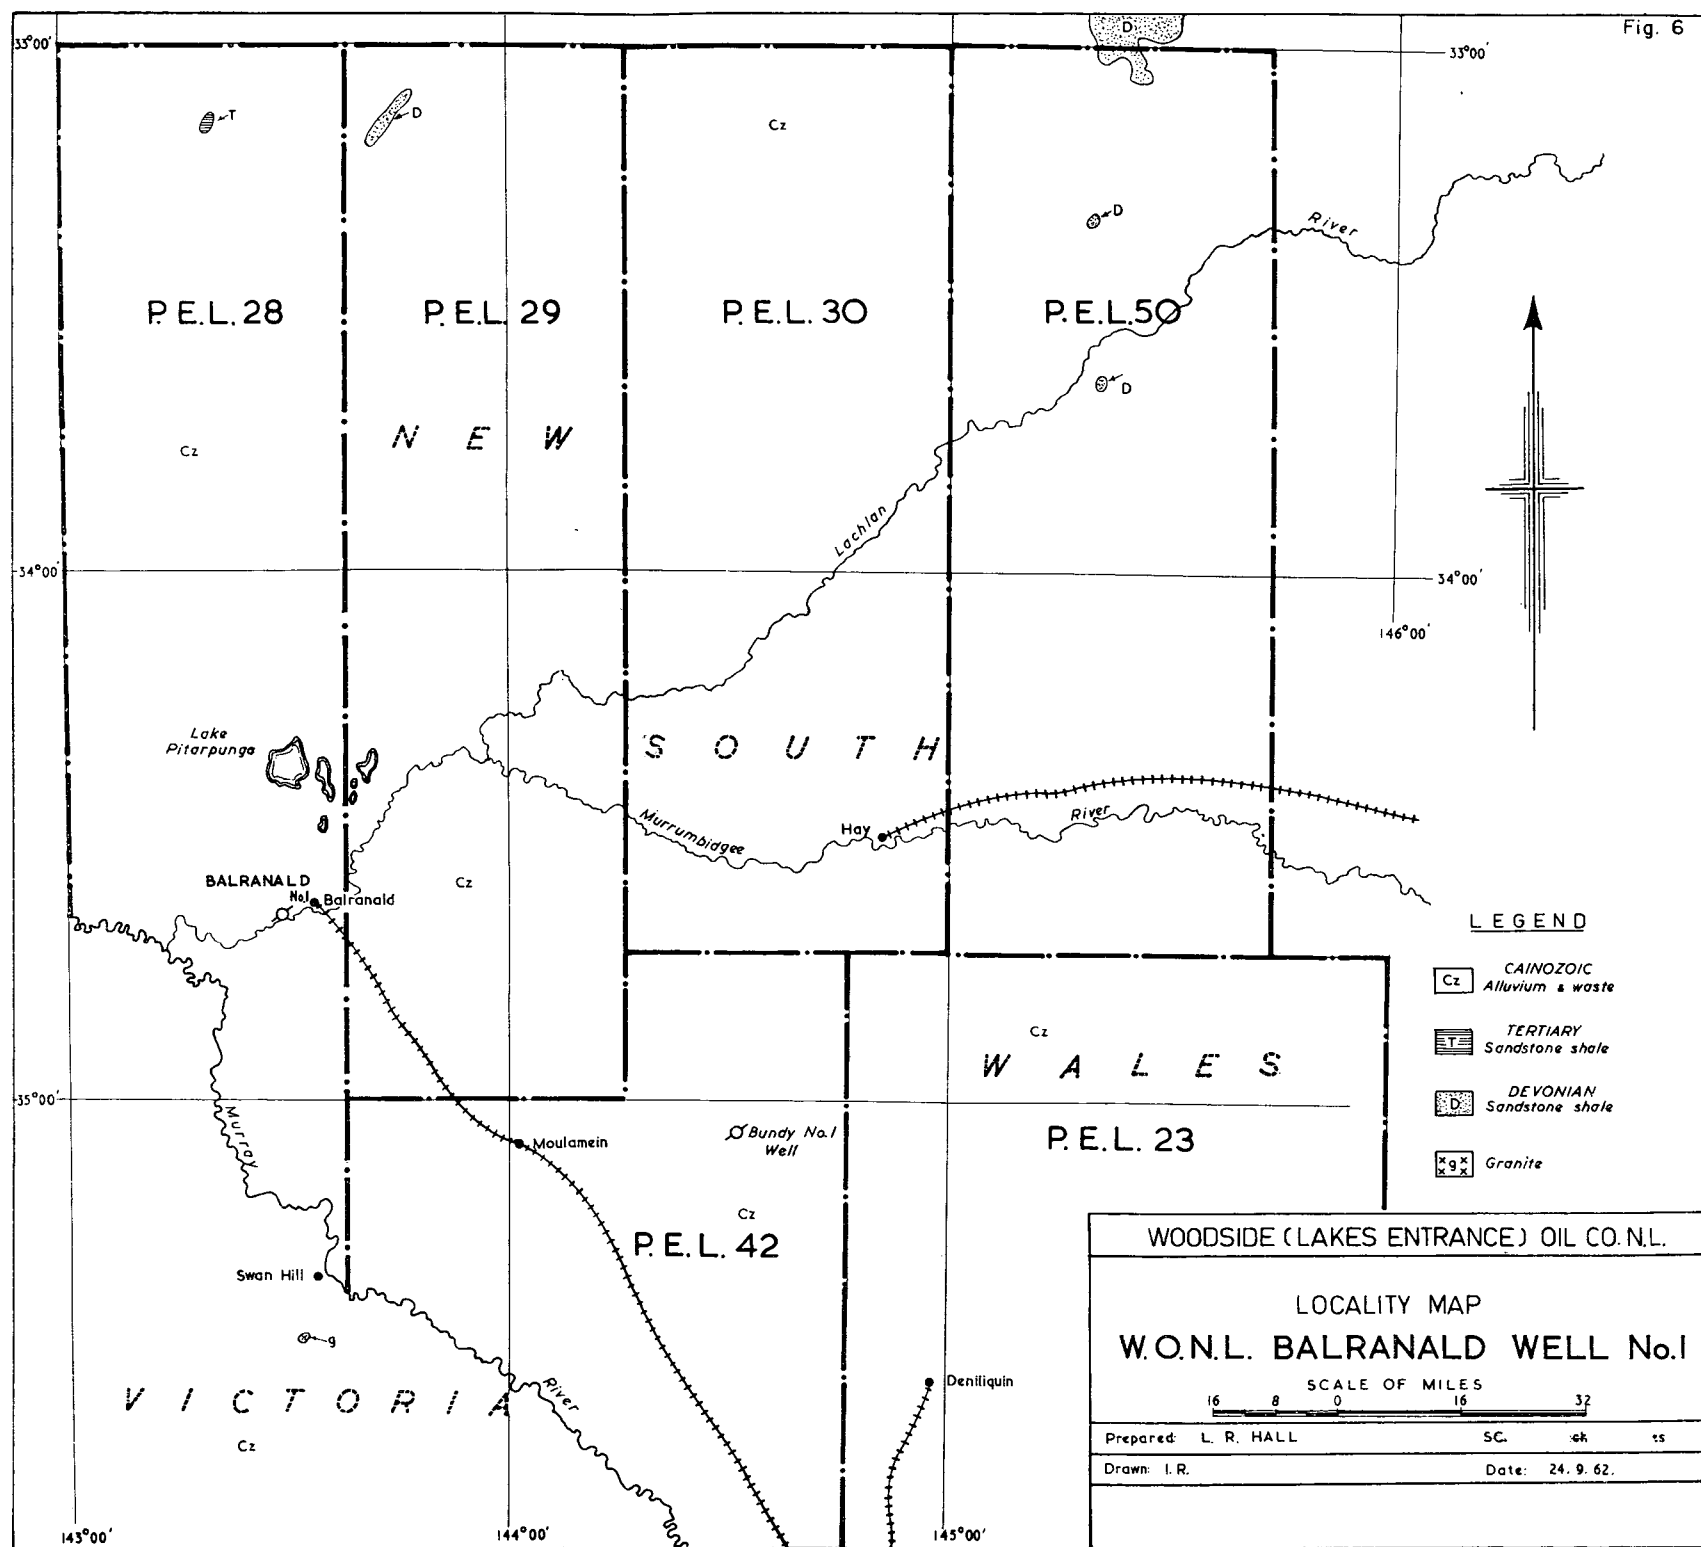 Fig. 6
33°00'
33°00'
D
T
D
Cz
D
River
P.E.L. 28
P.E.L. 29
P.E.L. 30
P.E.L. 50
D
NEW
Cz
Lachlan
34°00'
34°00'
146°00'
Lake
Pitarpunga
SOUTH
Murrumbidgee
Hay
River
BALRANALD
No.1
Balranald
Cz
LEGEND
Cz
CAINOZOIC
Alluvium & waste
T
TERTIARY
Sandstone shale
D
DEVONIAN
Sandstone shale
g
Granite
Cz
WALES
35°00'
Murray
Moulamein
Bundy No.1
Well
P.E.L. 23
Cz
P.E.L. 42
Swan Hill
g
VICTORIA
River
Deniliquin
Cz
143°00'
144°00'
145°00'
WOODSIDE (LAKES ENTRANCE) OIL CO. N.L.
LOCALITY MAP
W.O.N.L. BALRANALD WELL No.1
SCALE OF MILES
16 8 0 16 32
Prepared: L. R. HALL
Drawn: I.R.
Date: 24. 9. 62.